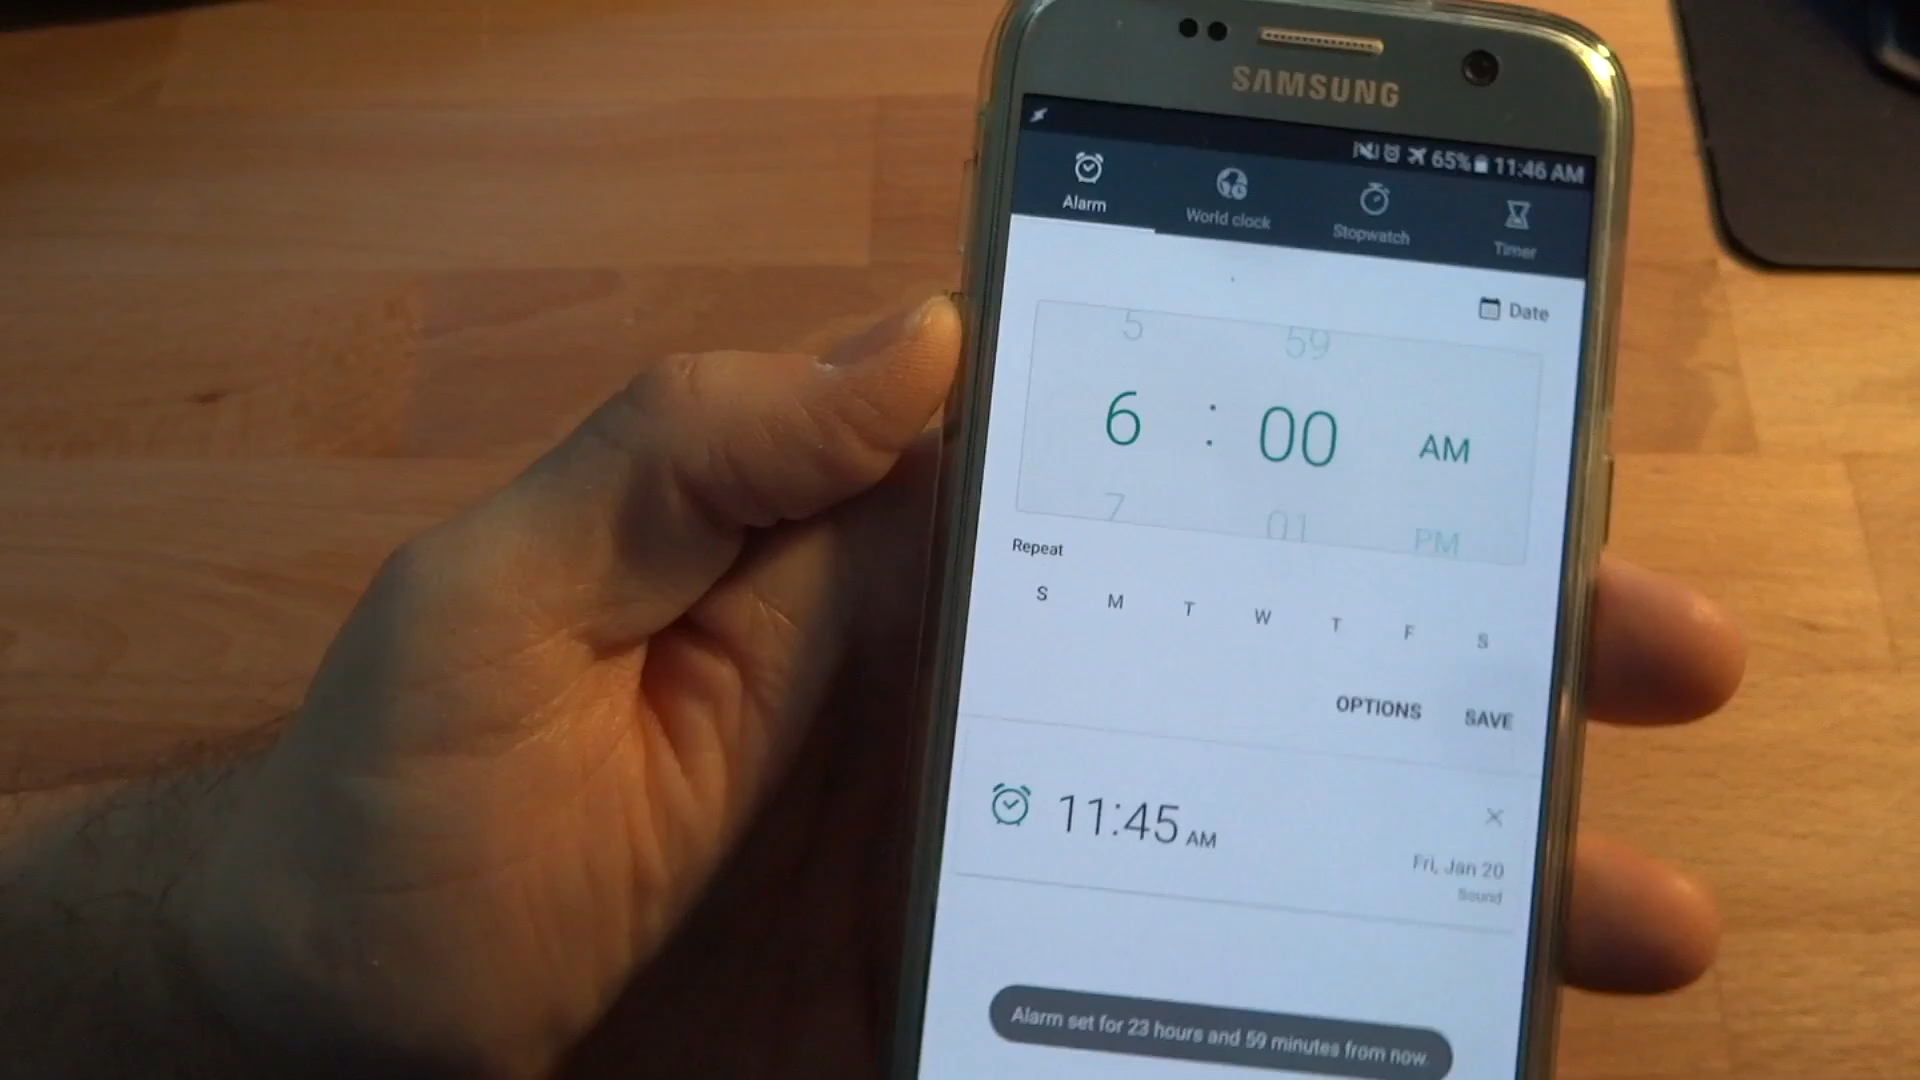 SAMSUNG
65% 11:46 AM
Alarm
World clock
Stopwatch
Timer
Date
5 59
6 : 00 AM
7 01 PM
Repeat
S M T W T F S
OPTIONS SAVE
11:45 AM
Fri, Jan 20
Sound
Alarm set for 23 hours and 59 minutes from now.